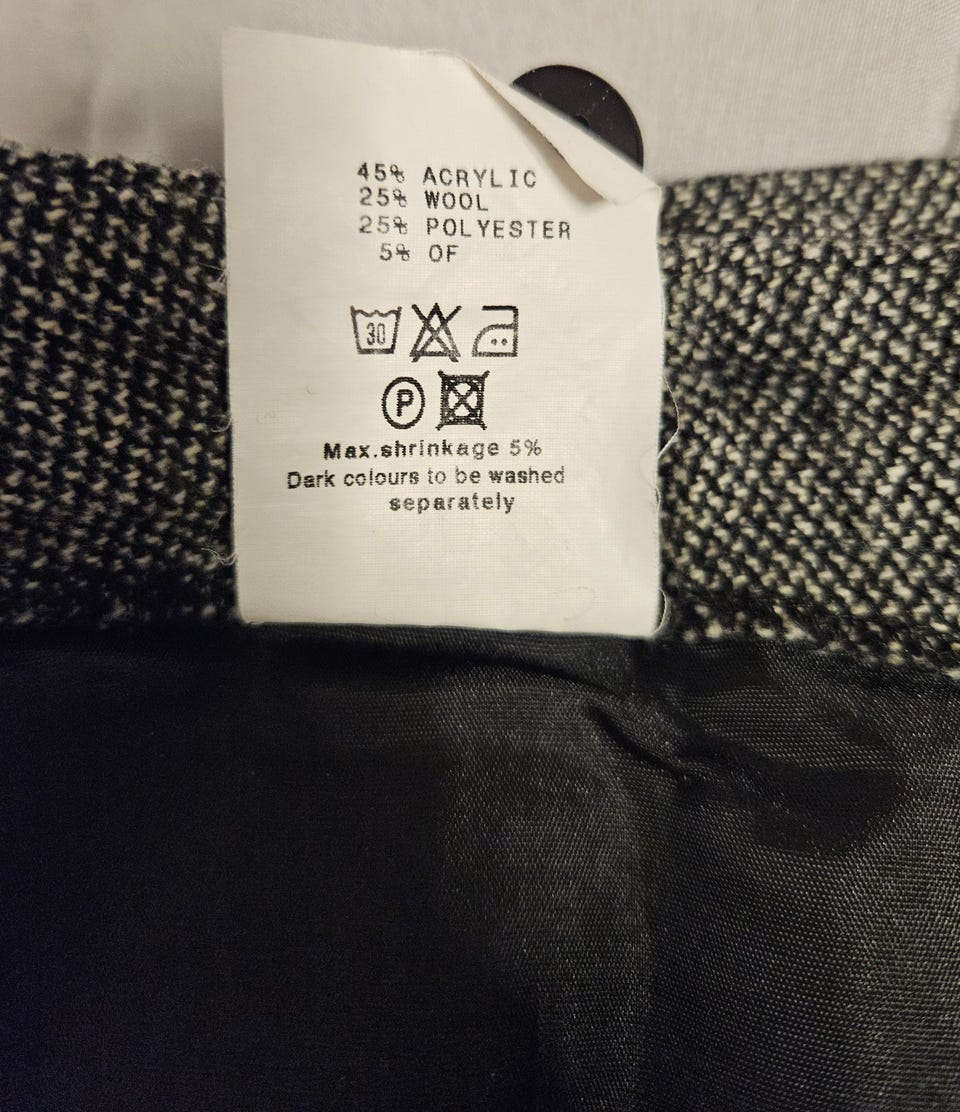 45% ACRYLIC
25% WOOL
25% POLYESTER
5% OF
30
P
Max.shrinkage 5%
Dark colours to be washed
separately